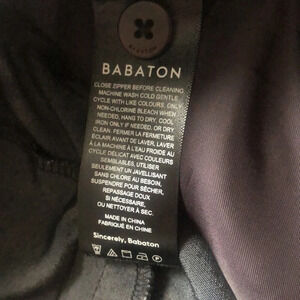 BABATON
CLOSE ZIPPER BEFORE CLEANING
MACHINE WASH COLD GENTLE
CYCLE WITH LIKE COLOURS. ONLY
NON-CHLORINE BLEACH WHEN
NEEDED, HANG TO DRY, COOL
IRON ONLY IF NEEDED, OR DRY
CLEAN. FERMER LA FERMETURE
ÉCLAIR AVANT DE LAVER, LAVER
À LA MACHINE À L'EAU FROIDE AU
CYCLE DÉLICAT AVEC COULEURS
SEMBLABLES, UTILISER
SEULEMENT UN JAVELLISANT
SANS CHLORE AU BESOIN,
SUSPENDRE POUR SÉCHER,
REPASSAGE DOUX
SI NÉCESSAIRE,
OU NETTOYER À SEC.
MADE IN CHINA
FABRIQUÉ EN CHINE
Sincerely, Babaton